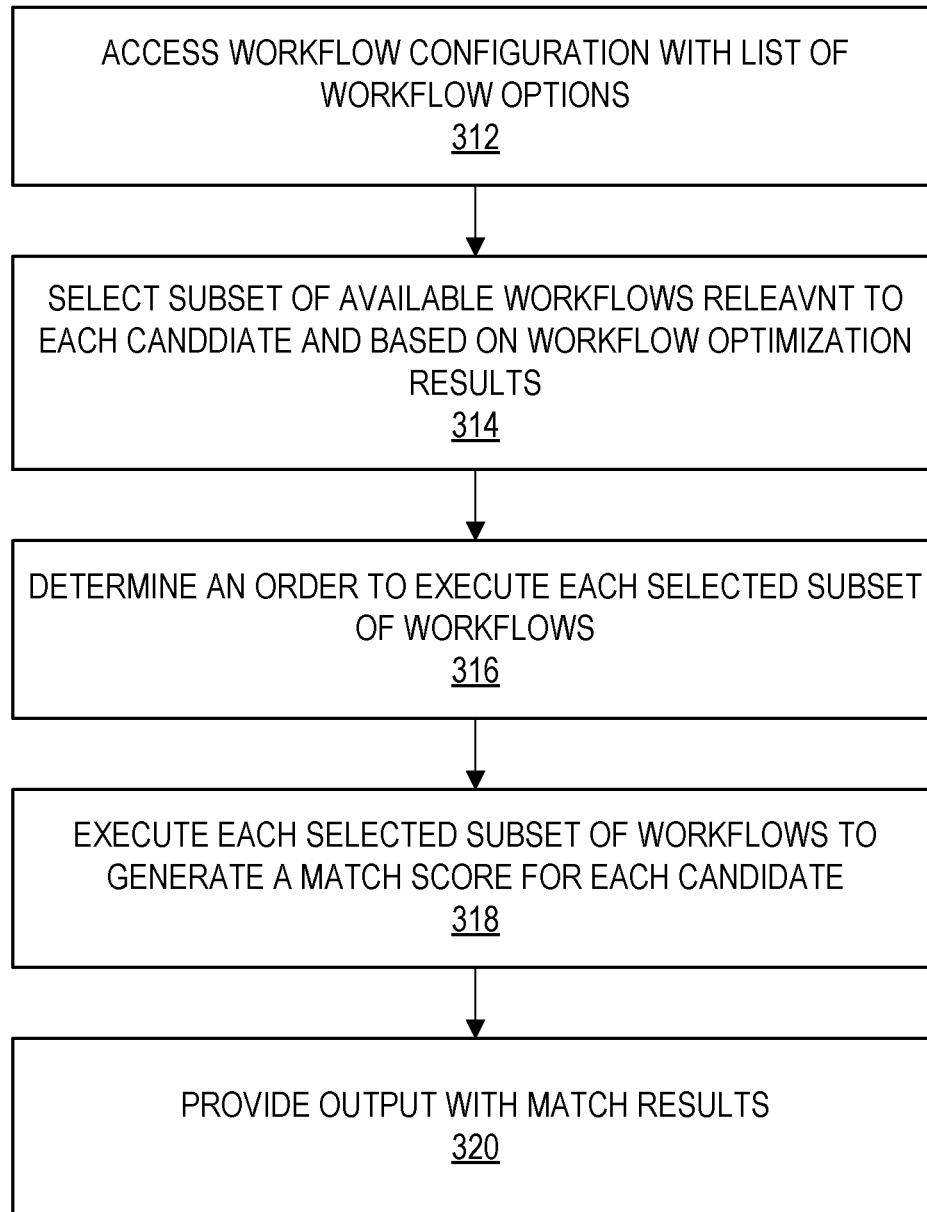 ACCESS WORKFLOW CONFIGURATION WITH LIST OF
WORKFLOW OPTIONS
312
SELECT SUBSET OF AVAILABLE WORKFLOWS RELEAVNT TO
EACH CANDDIATE AND BASED ON WORKFLOW OPTIMIZATION
RESULTS
314
DETERMINE AN ORDER TO EXECUTE EACH SELECTED SUBSET
OF WORKFLOWS
316
EXECUTE EACH SELECTED SUBSET OF WORKFLOWS TO
GENERATE A MATCH SCORE FOR EACH CANDIDATE
318
PROVIDE OUTPUT WITH MATCH RESULTS
320